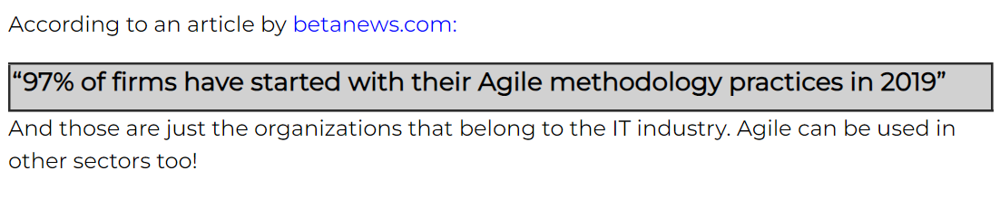 According to an article by betanews.com:
“97% of firms have started with their Agile methodology practices in 2019”
And those are just the organizations that belong to the IT industry. Agile can be used in
other sectors too!